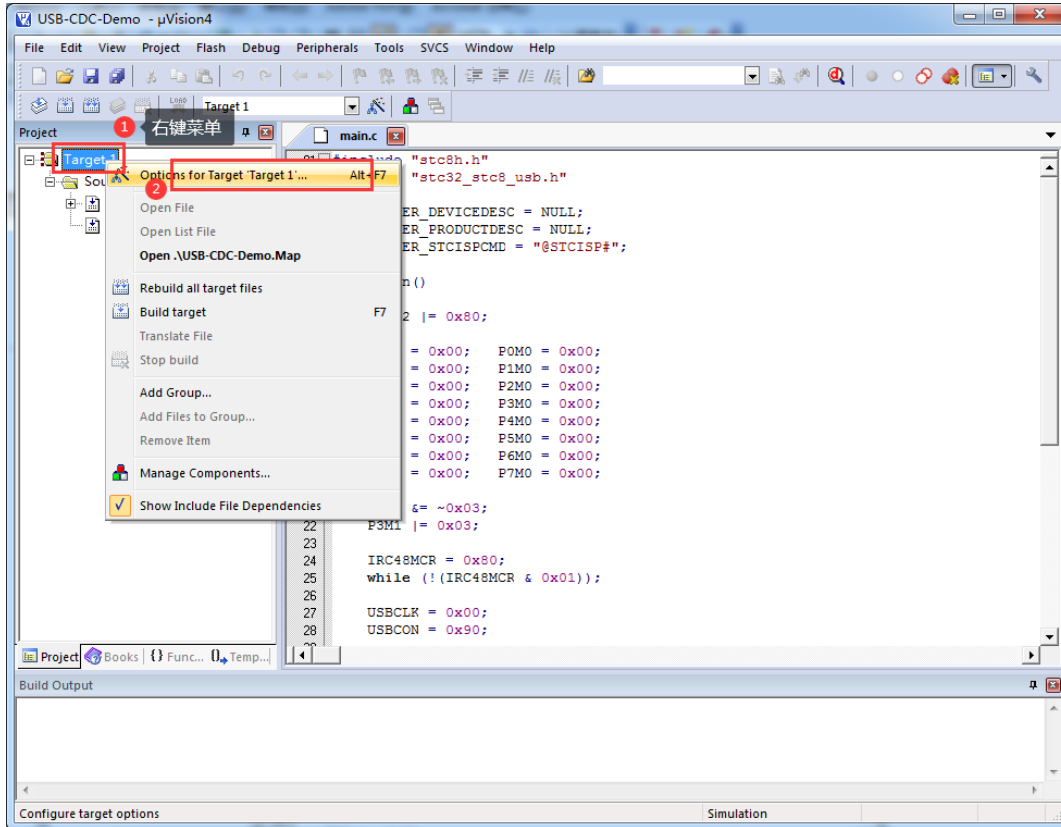 USB-CDC-Demo - µVision4
File Edit View Project Flash Debug Peripherals Tools SVCS Window Help
LOAD Target 1
Project
1 右键菜单
main.c
Target 1
Sou
2
Options for Target 'Target 1'... Alt+F7
Open File
Open List File
Open .\USB-CDC-Demo.Map
Rebuild all target files
Build target F7
Translate File
Stop build
Add Group...
Add Files to Group...
Remove Item
Manage Components...
Show Include File Dependencies
01 #include "stc8h.h"
"stc32_stc8_usb.h"
ER_DEVICEDESC = NULL;
ER_PRODUCTDESC = NULL;
ER_STCISPCMD = "@STCISP#";
n()
2 |= 0x80;
= 0x00; P0M0 = 0x00;
= 0x00; P1M0 = 0x00;
= 0x00; P2M0 = 0x00;
= 0x00; P3M0 = 0x00;
= 0x00; P4M0 = 0x00;
= 0x00; P5M0 = 0x00;
= 0x00; P6M0 = 0x00;
= 0x00; P7M0 = 0x00;
&= ~0x03;
22 P3M1 |= 0x03;
23
24 IRC48MCR = 0x80;
25 while (!(IRC48MCR & 0x01));
26
27 USBCLK = 0x00;
28 USBCON = 0x90;
Project Books {} Func... Temp...
Build Output
Configure target options Simulation